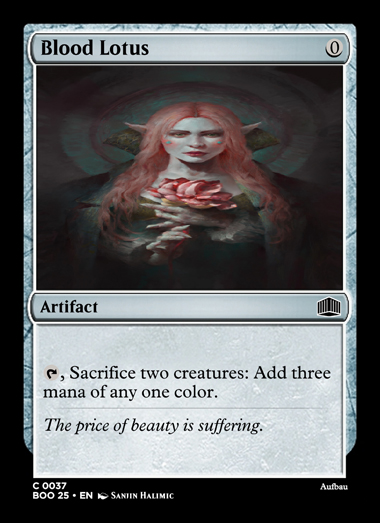 Blood Lotus 0
Artifact
, Sacrifice two creatures: Add three
mana of any one color.
The price of beauty is suffering.
C 0037
BOO 25 • EN Sanjin Halimic
Aufbau